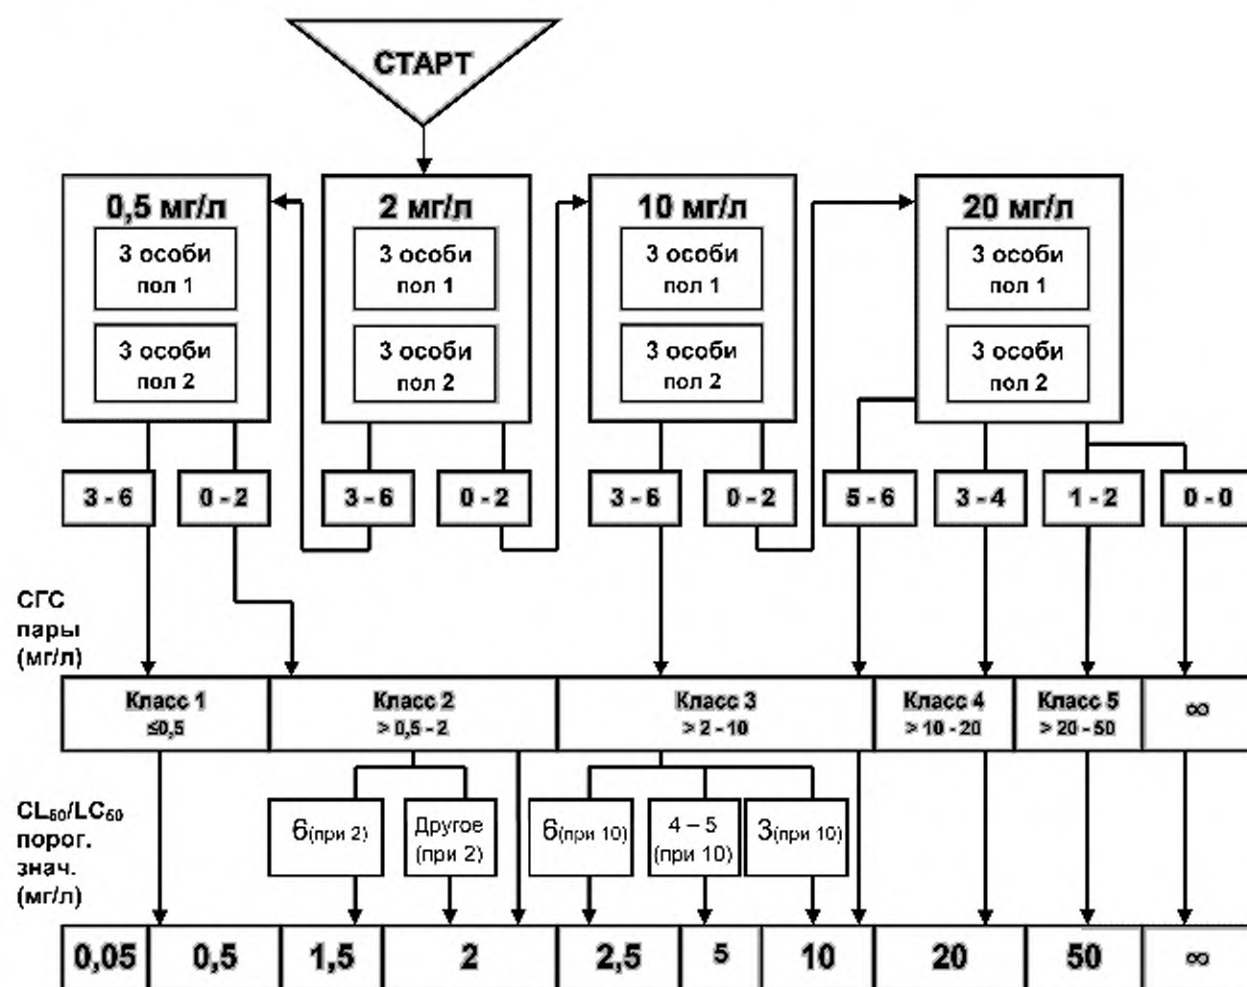 СТАРТ
0,5 мг/л
3 особи
пол 1
3 особи
пол 2
2 мг/л
3 особи
пол 1
3 особи
пол 2
10 мг/л
3 особи
пол 1
3 особи
пол 2
20 мг/л
3 особи
пол 1
3 особи
пол 2
3 - 6
0 - 2
3 - 6
0 - 2
3 - 6
0 - 2
5 - 6
3 - 4
1 - 2
0 - 0
СГС
пары
(мг/л)
Класс 1
≤0,5
Класс 2
> 0,5 - 2
Класс 3
> 2 - 10
Класс 4
> 10 - 20
Класс 5
> 20 - 50
∞
CL₅₀/LC₅₀
порог.
знач.
(мг/л)
6(при 2)
Другое
(при 2)
6(при 10)
4 – 5
(при 10)
3(при 10)
0,05
0,5
1,5
2
2,5
5
10
20
50
∞